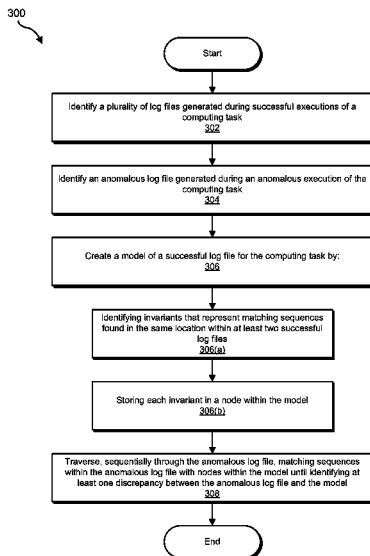 300
Start
Identify a plurality of log files generated during successful executions of a
computing task
302
Identify an anomalous log file generated during an anomalous execution of the
computing task
304
Create a model of a successful log file for the computing task by:
306
Identifying invariants that represent matching sequences
found in the same location within at least two successful
log files
306(a)
Storing each invariant in a node within the model
306(b)
Traverse, sequentially through the anomalous log file, matching sequences
within the anomalous log file with nodes within the model until identifying at
least one discrepancy between the anomalous log file and the model
308
End